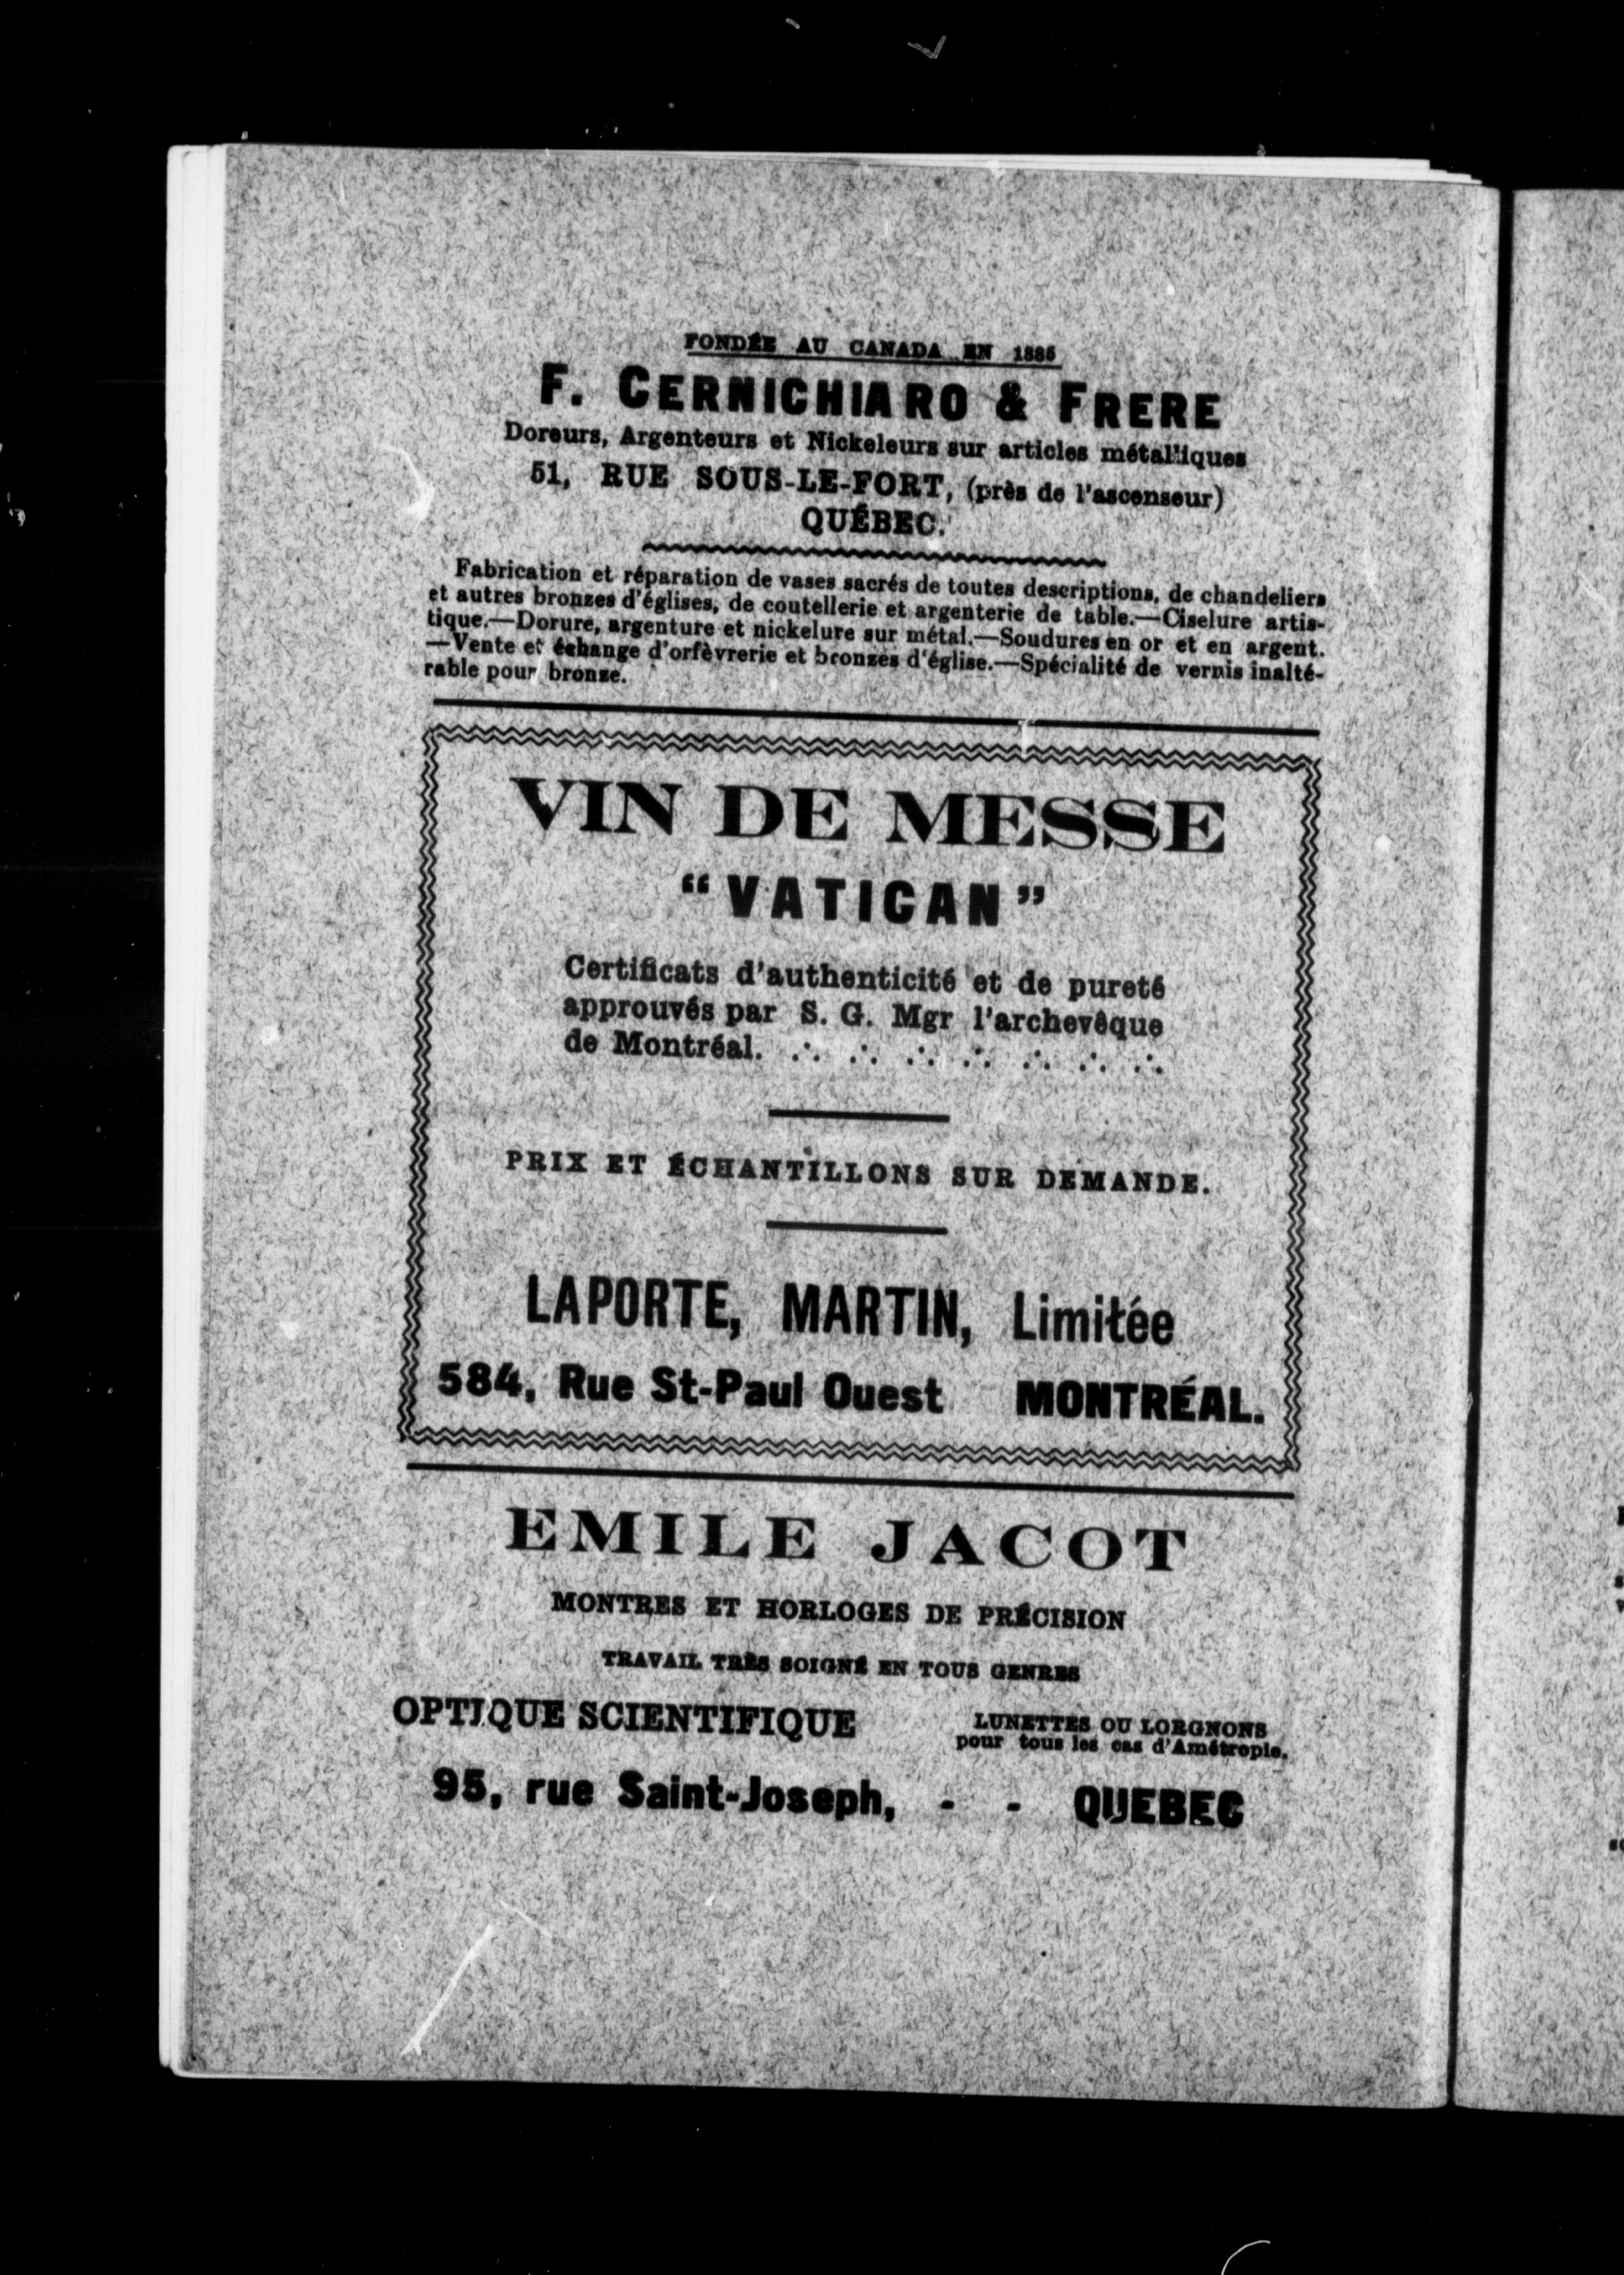 FONDÉE AU CANADA EN 1885
F. CERNICHIARO & FRERE
Doreurs, Argenteurs et Nickeleurs sur articles métalliques
51, RUE SOUS-LE-FORT, (près de l'ascenseur)
QUÉBEC.
Fabrication et réparation de vases sacrés de toutes descriptions, de chandeliers
et autres bronzes d'églises, de coutellerie et argenterie de table.—Ciselure artis-
tique.—Dorure, argenture et nickelure sur métal.—Soudures en or et en argent.
—Vente et échange d'orfèvrerie et bronzes d'église.—Spécialité de vernis inalté-
rable pour bronze.
VIN DE MESSE
“VATICAN”
Certificats d'authenticité et de pureté
approuvés par S. G. Mgr l'archevêque
de Montréal. ∴ ∴ ∴ ∴ ∴ ∴ ∴
PRIX ET ÉCHANTILLONS SUR DEMANDE.
LAPORTE, MARTIN, Limitée
584, Rue St-Paul Ouest MONTRÉAL.
EMILE JACOT
MONTRES ET HORLOGES DE PRÉCISION
TRAVAIL TRÈS SOIGNÉ EN TOUS GENRES
OPTIQUE SCIENTIFIQUE
LUNETTES OU LORGNONS
pour tous les cas d'Amétropie.
95, rue Saint-Joseph, - - QUEBEC